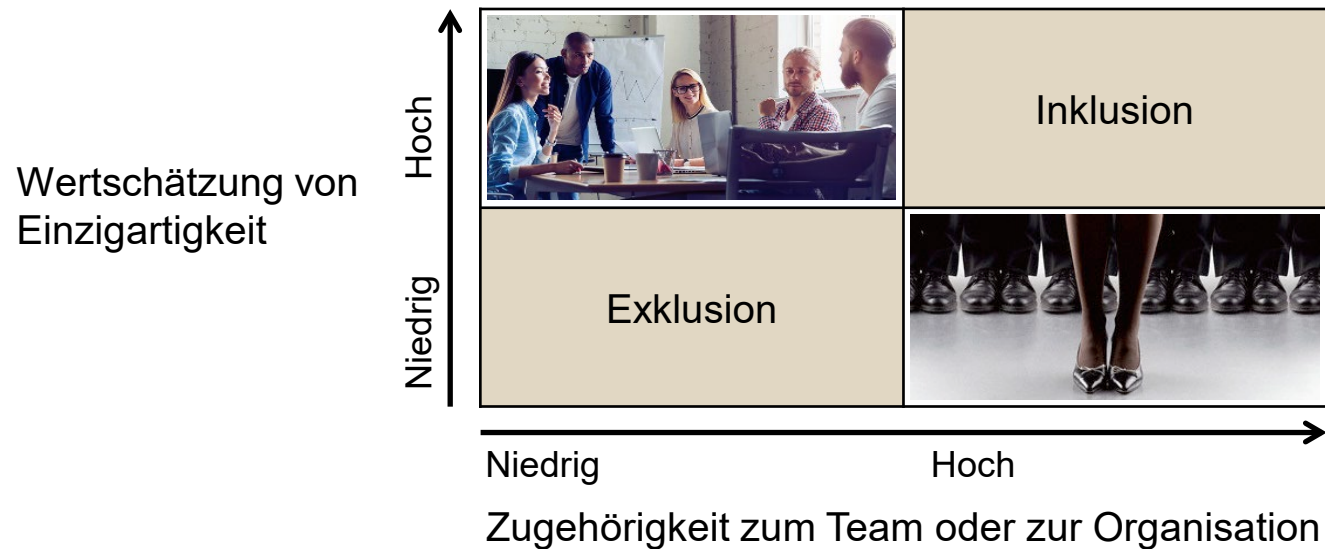 Hoch
Inklusion
Wertschätzung von
Einzigartigkeit
Niedrig
Exklusion
Niedrig
Hoch
Zugehörigkeit zum Team oder zur Organisation